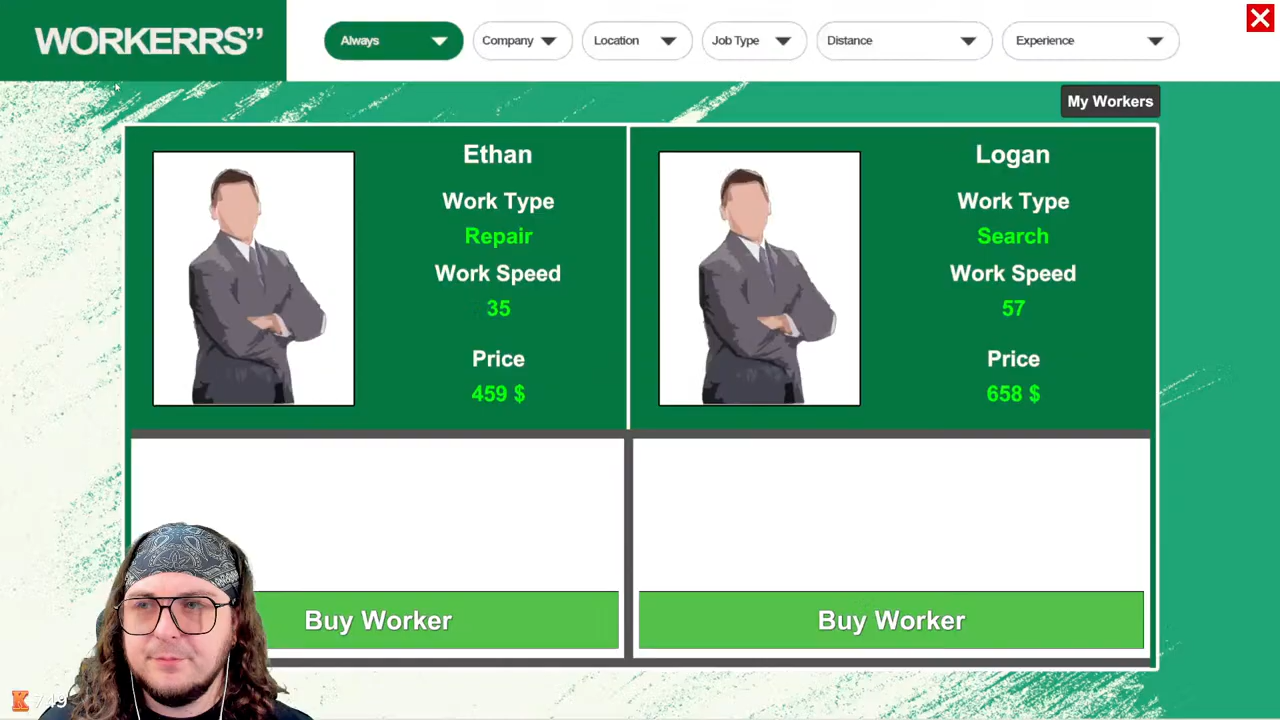 WORKERRS”
Always
Company
Location
Job Type
Distance
Experience
My Workers
Ethan
Work Type
Repair
Work Speed
35
Price
459 $
Buy Worker
Logan
Work Type
Search
Work Speed
57
Price
658 $
Buy Worker